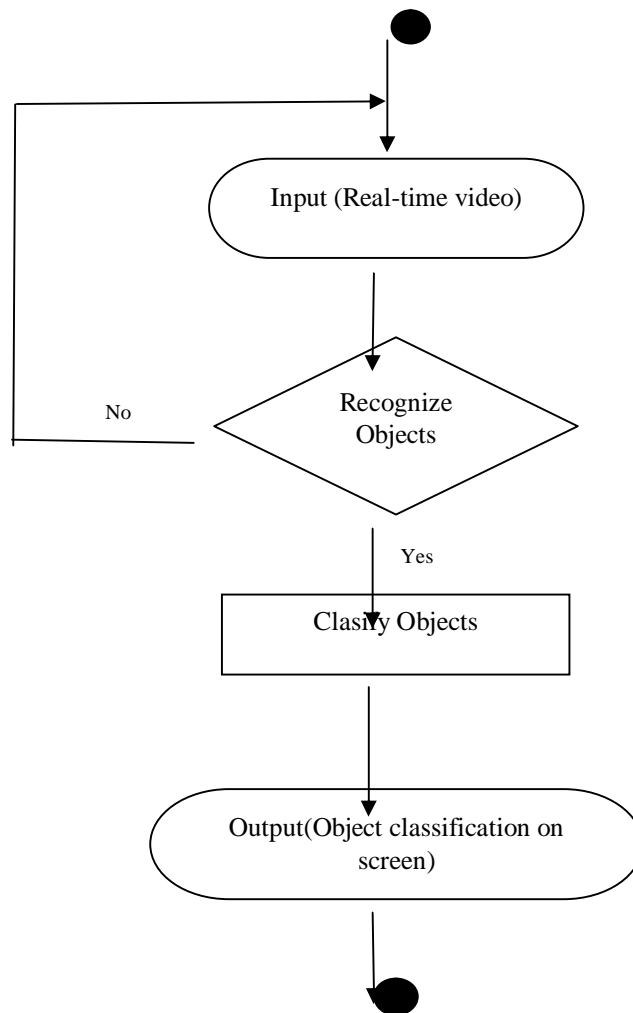 Input (Real-time video)
Recognize
Objects
No
Yes
Clasify Objects
Output(Object classification on
screen)